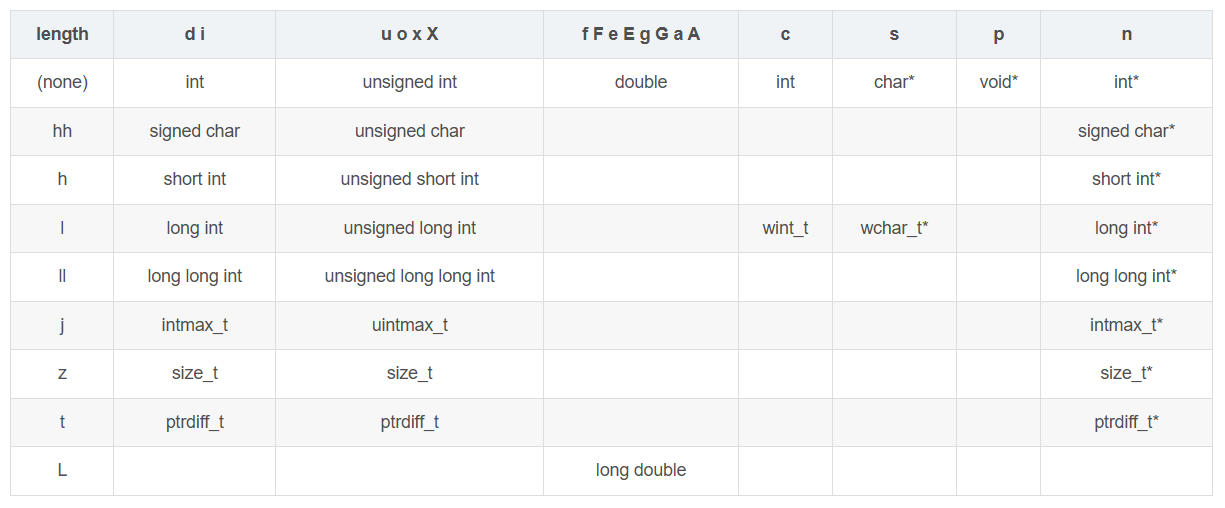 length d i u o x X f F e E g G a A c s p n
(none) int unsigned int double int char* void* int*
hh signed char unsigned char signed char*
h short int unsigned short int short int*
l long int unsigned long int wint_t wchar_t* long int*
ll long long int unsigned long long int long long int*
j intmax_t uintmax_t intmax_t*
z size_t size_t size_t*
t ptrdiff_t ptrdiff_t ptrdiff_t*
L long double